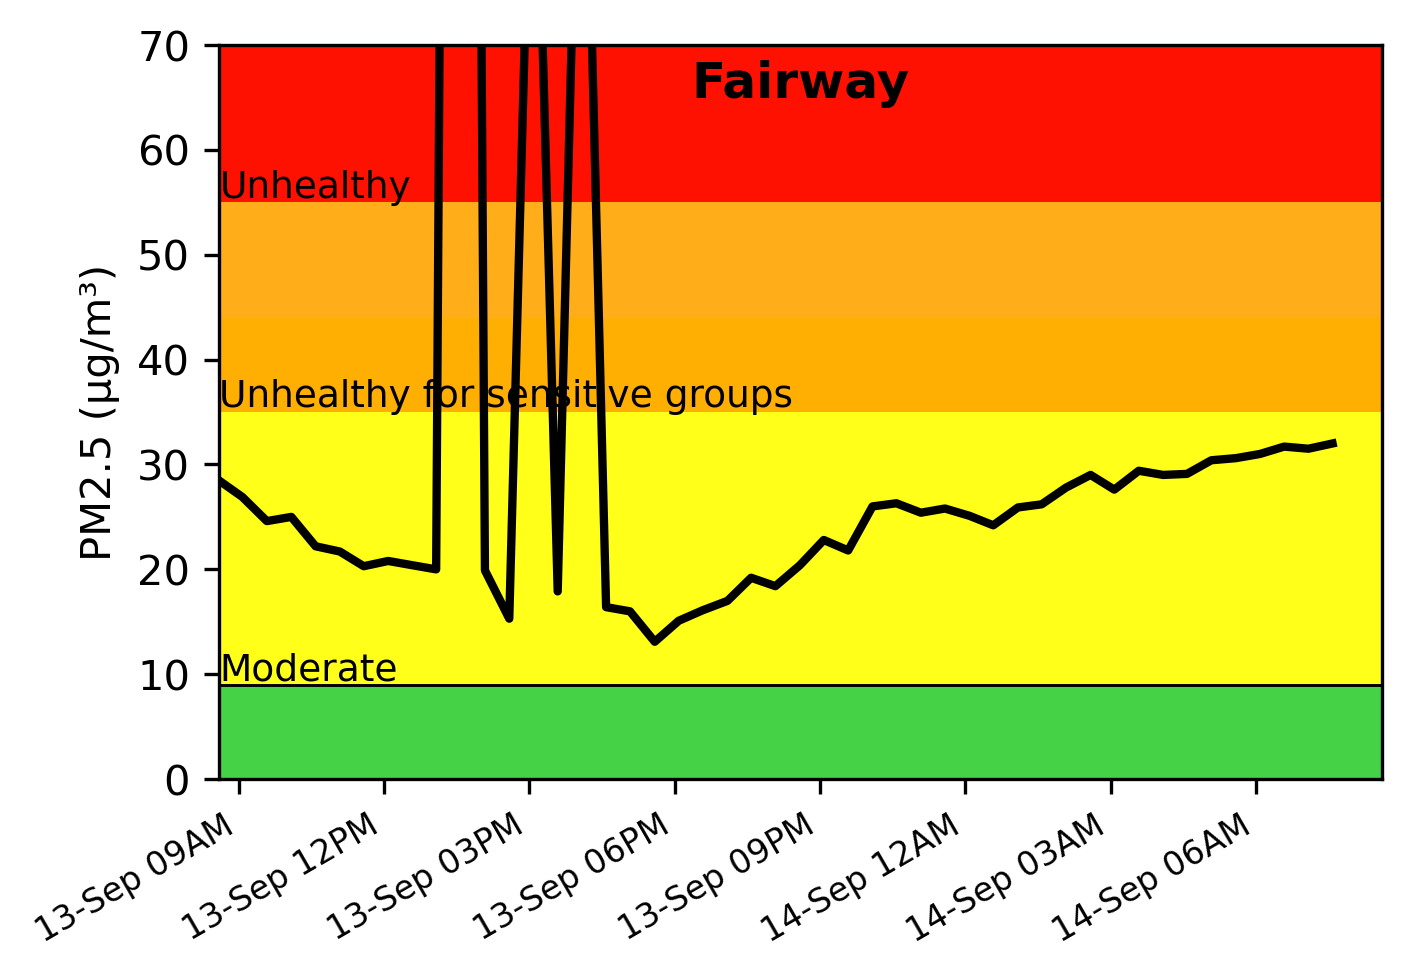 Fairway
70
60
50
40
30
20
10
0
PM2.5 (µg/m³)
Unhealthy
Unhealthy for sensitive groups
Moderate
13-Sep 09AM
13-Sep 12PM
13-Sep 03PM
13-Sep 06PM
13-Sep 09PM
14-Sep 12AM
14-Sep 03AM
14-Sep 06AM